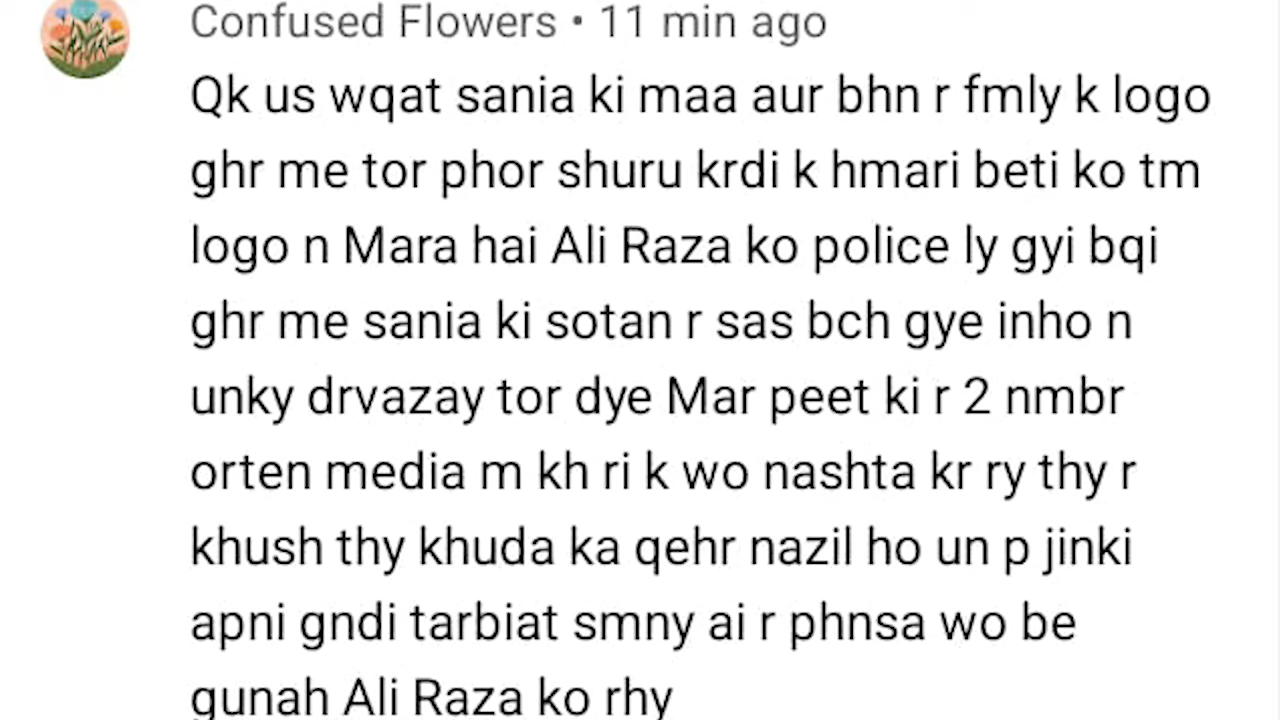 Confused Flowers • 11 min ago
Qk us wqat sania ki maa aur bhn r fmly k logo
ghr me tor phor shuru krdi k hmari beti ko tm
logo n Mara hai Ali Raza ko police ly gyi bqi
ghr me sania ki sotan r sas bch gye inho n
unky drvazay tor dye Mar peet ki r 2 nmbr
orten media m kh ri k wo nashta kr ry thy r
khush thy khuda ka qehr nazil ho un p jinki
apni gndi tarbiat smny ai r phnsa wo be
gunah Ali Raza ko rhy